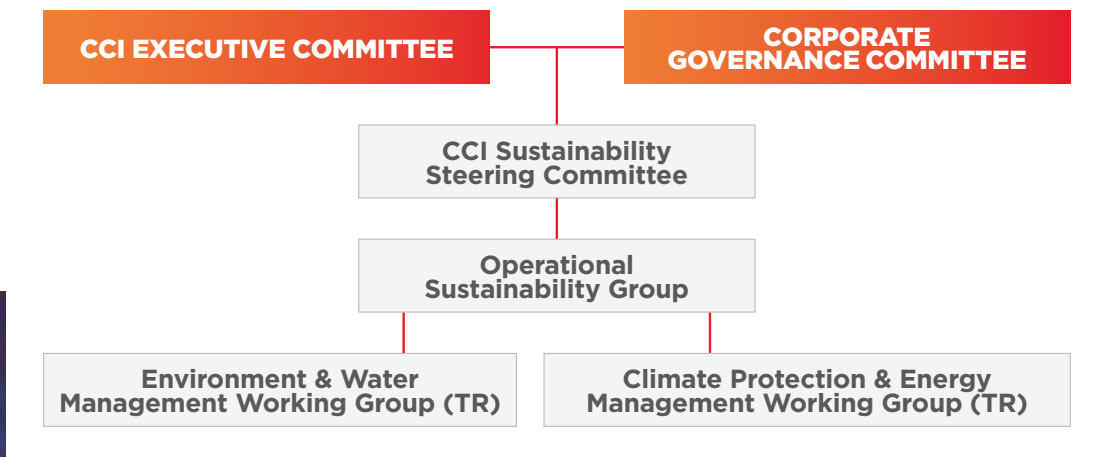 CCI EXECUTIVE COMMITTEE
CORPORATE
GOVERNANCE COMMITTEE
CCI Sustainability
Steering Committee
Operational
Sustainability Group
Environment & Water
Management Working Group (TR)
Climate Protection & Energy
Management Working Group (TR)